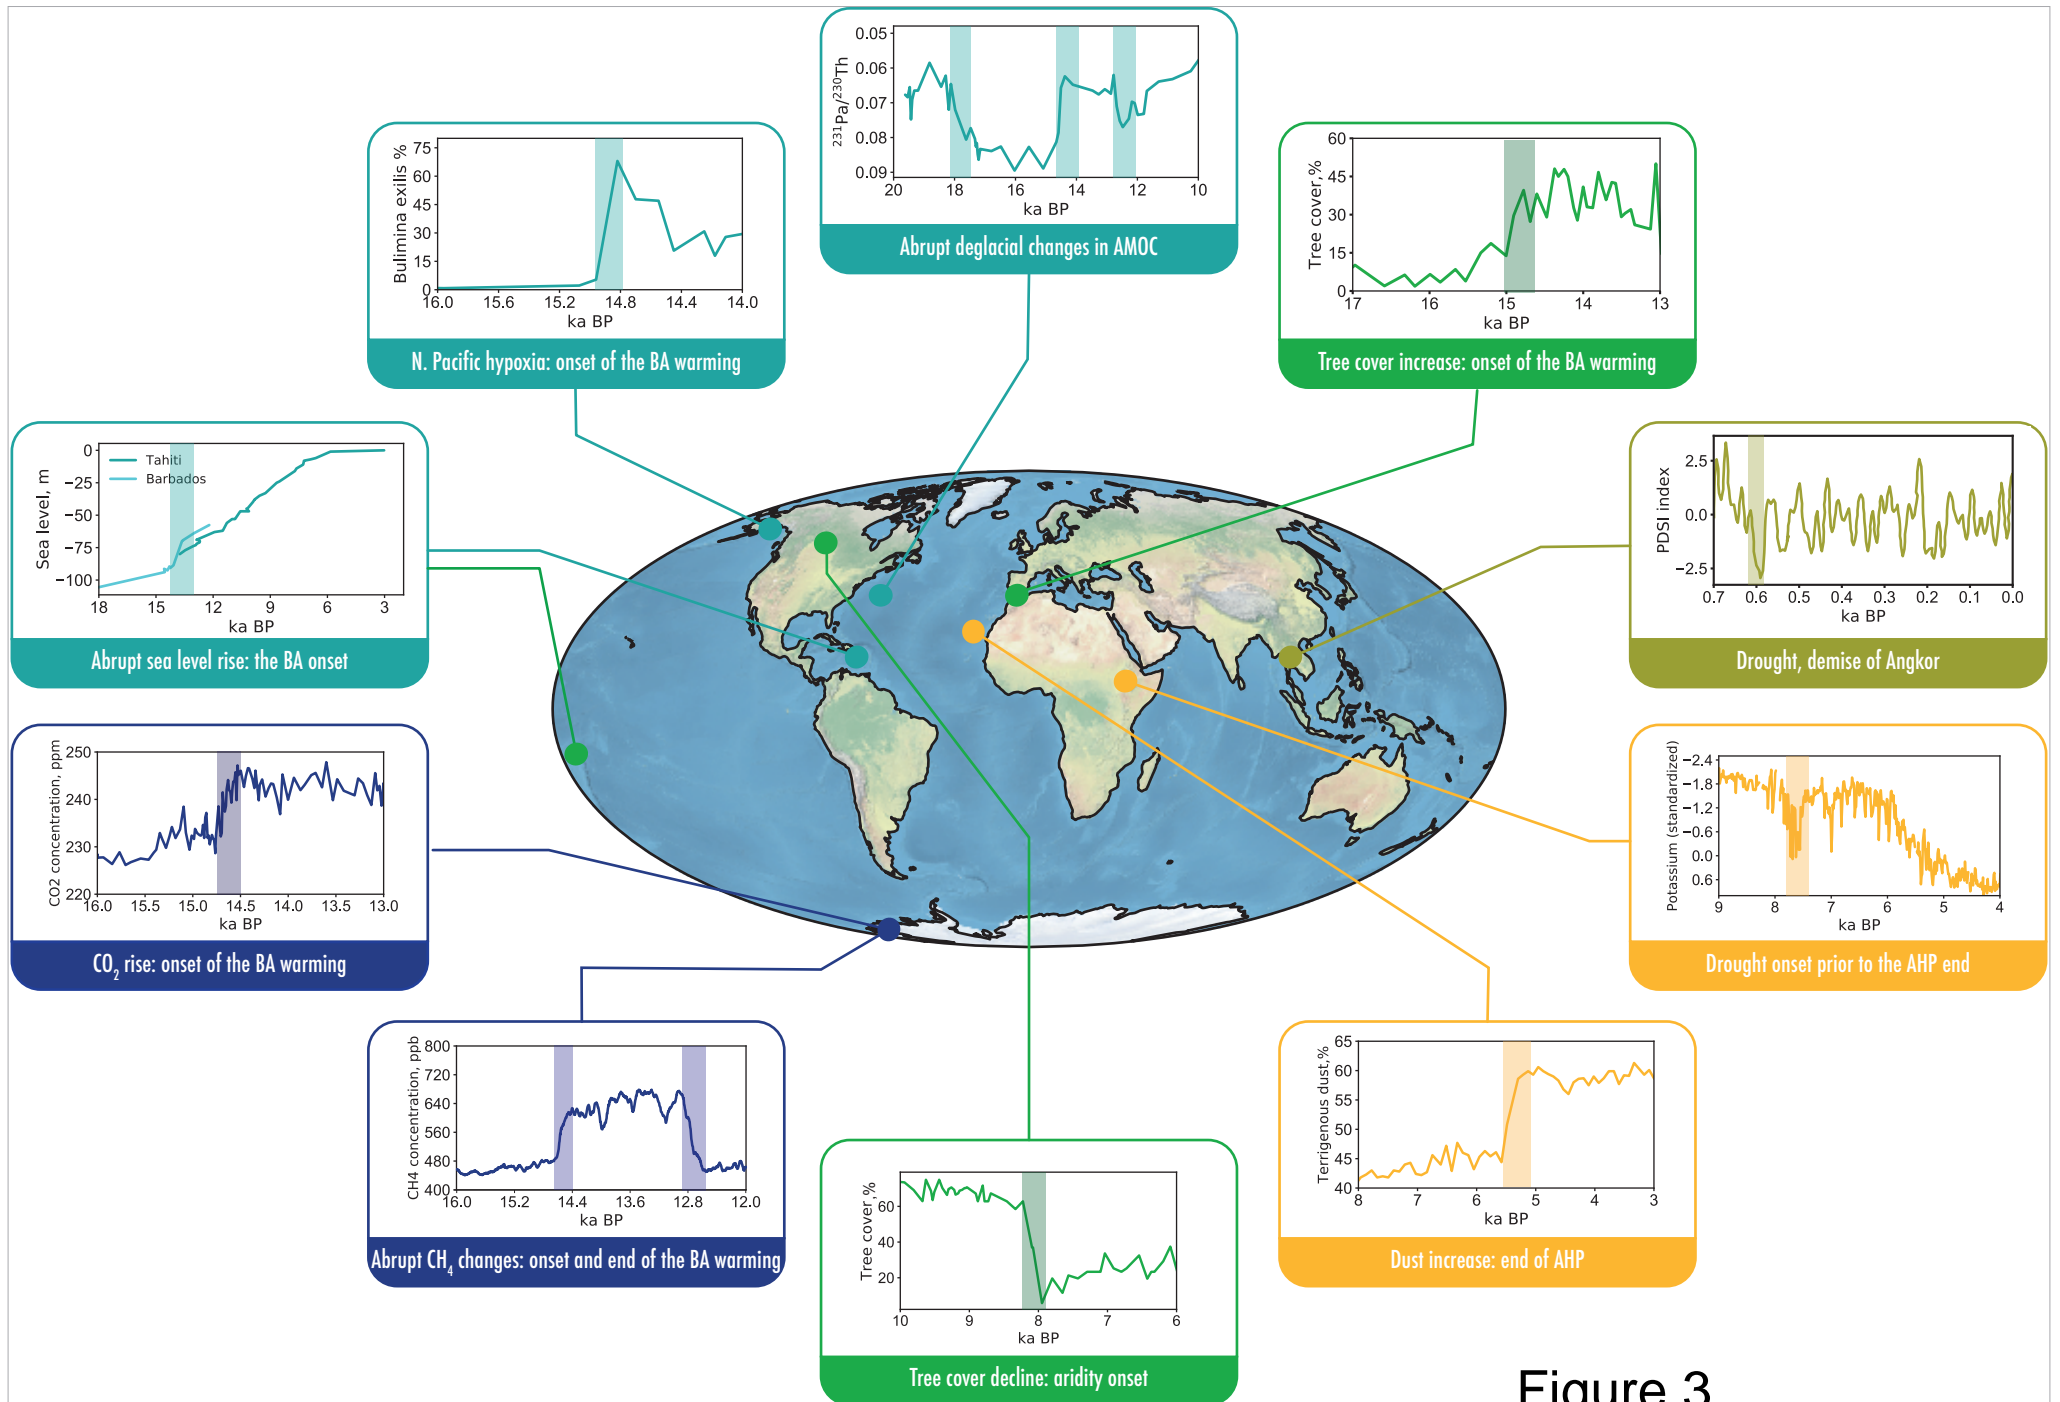 0.05
0.06
0.07
0.08
0.09
231Pa/230Th
20 18 16 14 12 10
ka BP
Abrupt deglacial changes in AMOC
75
60
45
30
15
0
Bulimina exilis %
16.0 15.6 15.2 14.8 14.4 14.0
ka BP
N. Pacific hypoxia: onset of the BA warming
60
45
30
15
0
Tree cover,%
17 16 15 14 13
ka BP
Tree cover increase: onset of the BA warming
0
−25
−50
−75
−100
Sea level, m
Tahiti
Barbados
18 15 12 9 6 3
ka BP
Abrupt sea level rise: the BA onset
2.5
0.0
−2.5
PDSI index
0.7 0.6 0.5 0.4 0.3 0.2 0.1 0.0
ka BP
Drought, demise of Angkor
250
240
230
220
CO2 concentration, ppm
16.0 15.5 15.0 14.5 14.0 13.5 13.0
ka BP
CO2 rise: onset of the BA warming
−2.4
−1.8
−1.2
−0.6
0.0
0.6
Potassium (standardized)
9 8 7 6 5 4
ka BP
Drought onset prior to the AHP end
800
720
640
560
480
400
CH4 concentration, ppb
16.0 15.2 14.4 13.6 12.8 12.0
ka BP
Abrupt CH4 changes: onset and end of the BA warming
65
60
55
50
45
40
Terrigenous dust,%
8 7 6 5 4 3
ka BP
Dust increase: end of AHP
60
40
20
Tree cover,%
10 9 8 7 6
ka BP
Tree cover decline: aridity onset
Figure 3